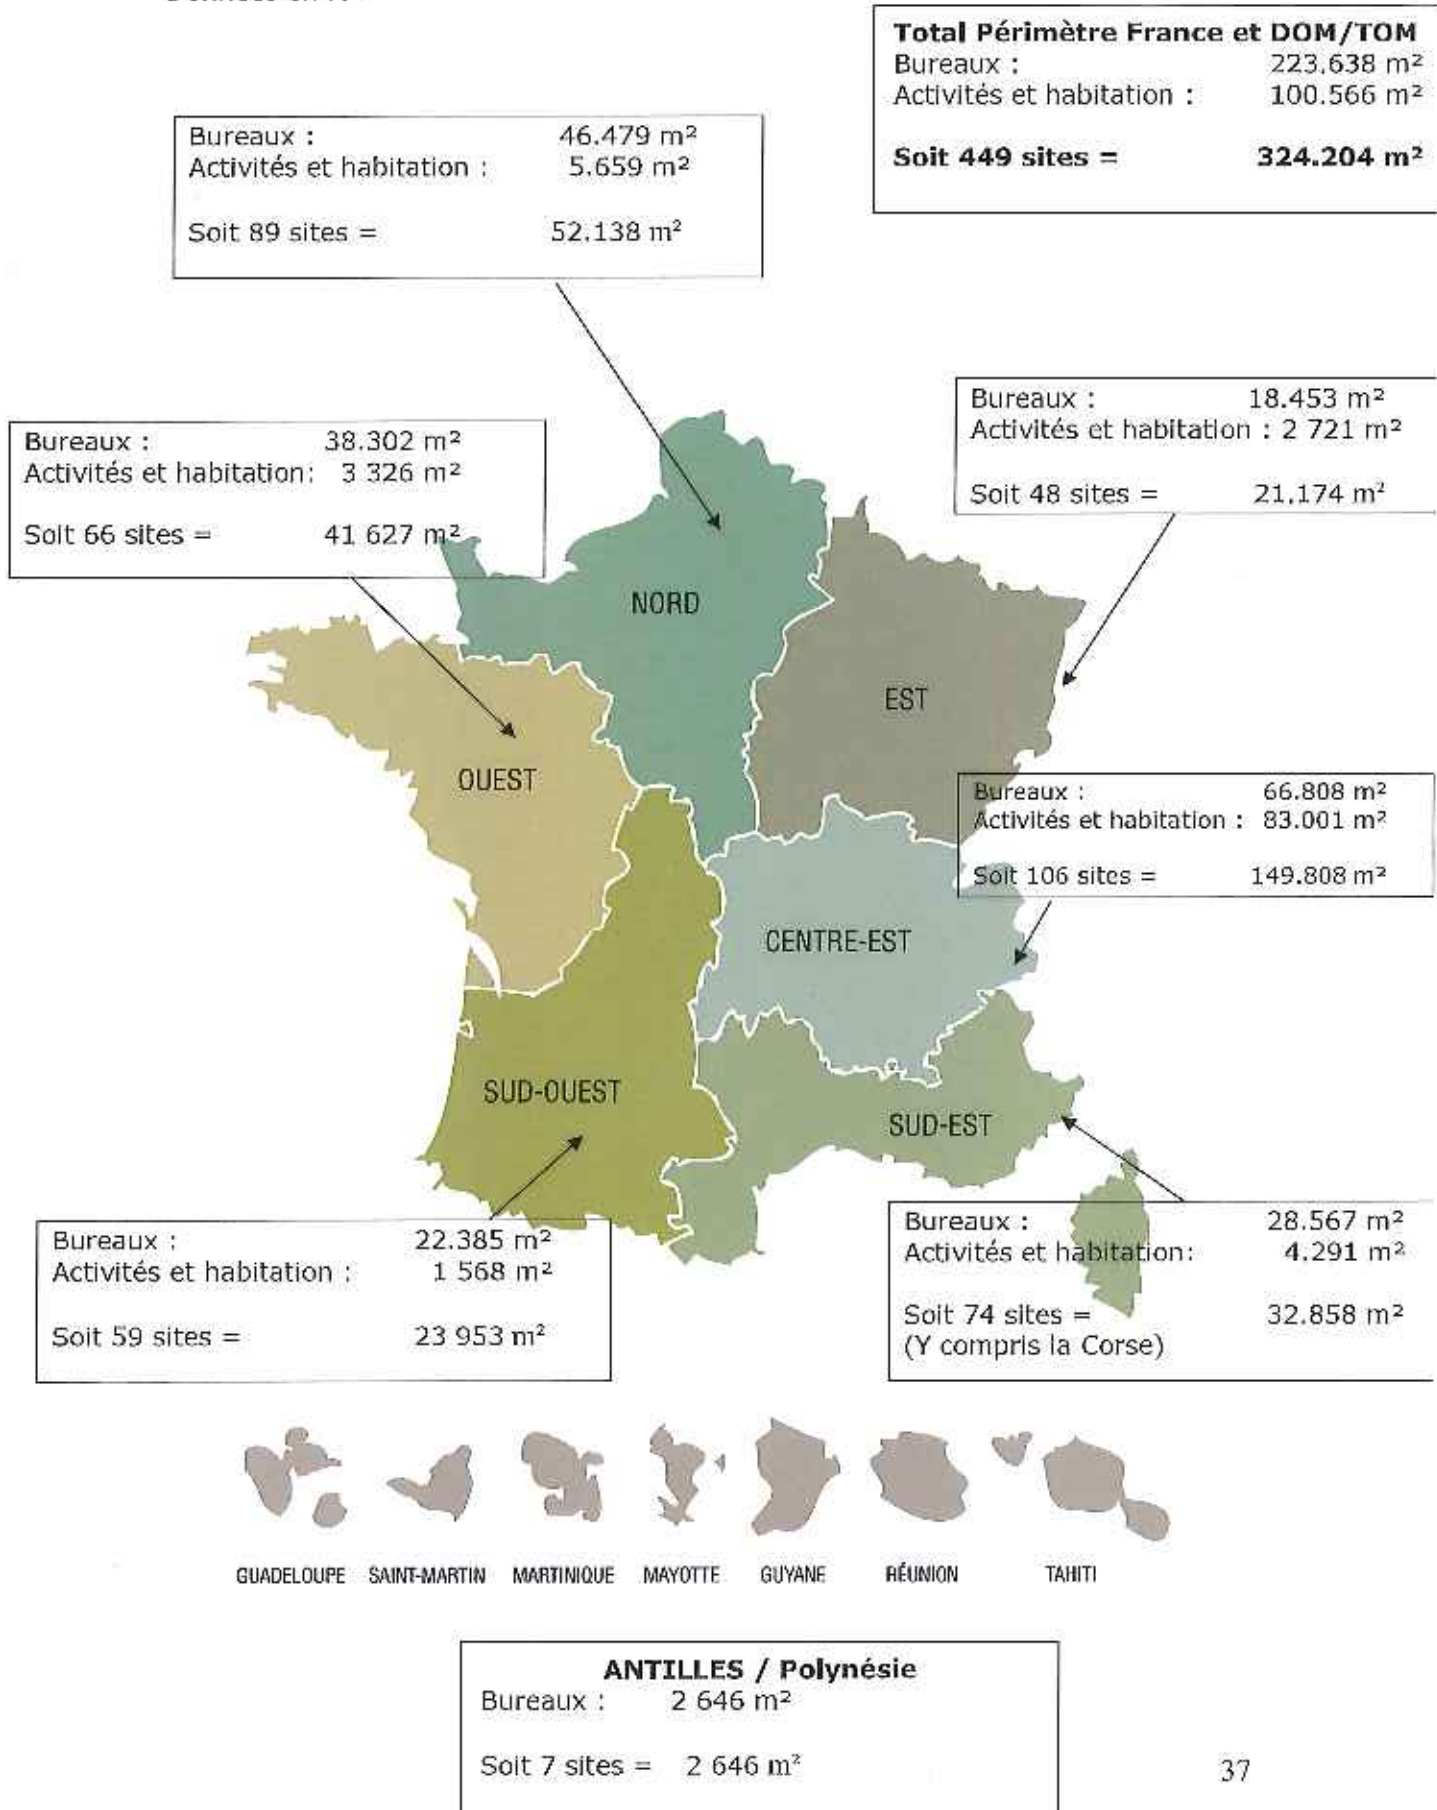 Total Périmètre France et DOM/TOM
Bureaux : 223.638 m²
Activités et habitation : 100.566 m²
Soit 449 sites = 324.204 m²
Bureaux : 46.479 m²
Activités et habitation : 5.659 m²
Soit 89 sites = 52.138 m²
Bureaux : 18.453 m²
Activités et habitation : 2 721 m²
Soit 48 sites = 21.174 m²
Bureaux : 38.302 m²
Activités et habitation: 3 326 m²
Soit 66 sites = 41 627 m²
NORD
EST
OUEST
Bureaux : 66.808 m²
Activités et habitation : 83.001 m²
Soit 106 sites = 149.808 m²
CENTRE-EST
SUD-OUEST
SUD-EST
Bureaux : 22.385 m²
Activités et habitation : 1 568 m²
Soit 59 sites = 23 953 m²
Bureaux : 28.567 m²
Activités et habitation: 4.291 m²
Soit 74 sites = 32.858 m²
(Y compris la Corse)
GUADELOUPE SAINT-MARTIN MARTINIQUE MAYOTTE GUYANE RÉUNION TAHITI
ANTILLES / Polynésie
Bureaux : 2 646 m²
Soit 7 sites = 2 646 m²
37